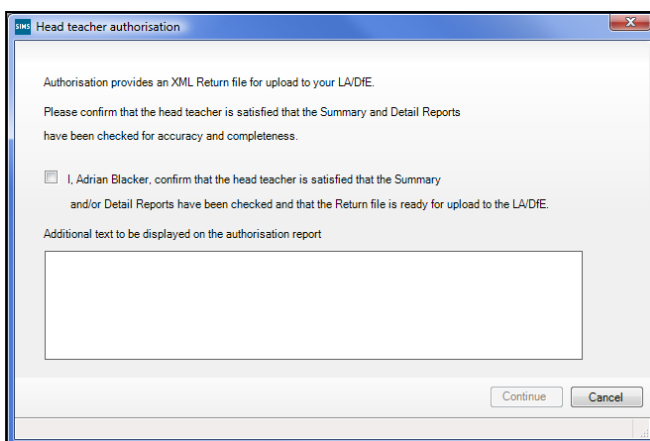 SIMS Head teacher authorisation
Authorisation provides an XML Return file for upload to your LA/DfE.
Please confirm that the head teacher is satisfied that the Summary and Detail Reports
have been checked for accuracy and completeness.
I, Adrian Blacker, confirm that the head teacher is satisfied that the Summary
and/or Detail Reports have been checked and that the Return file is ready for upload to the LA/DfE.
Additional text to be displayed on the authorisation report
Continue Cancel